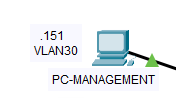 .151
VLAN30
PC-MANAGEMENT